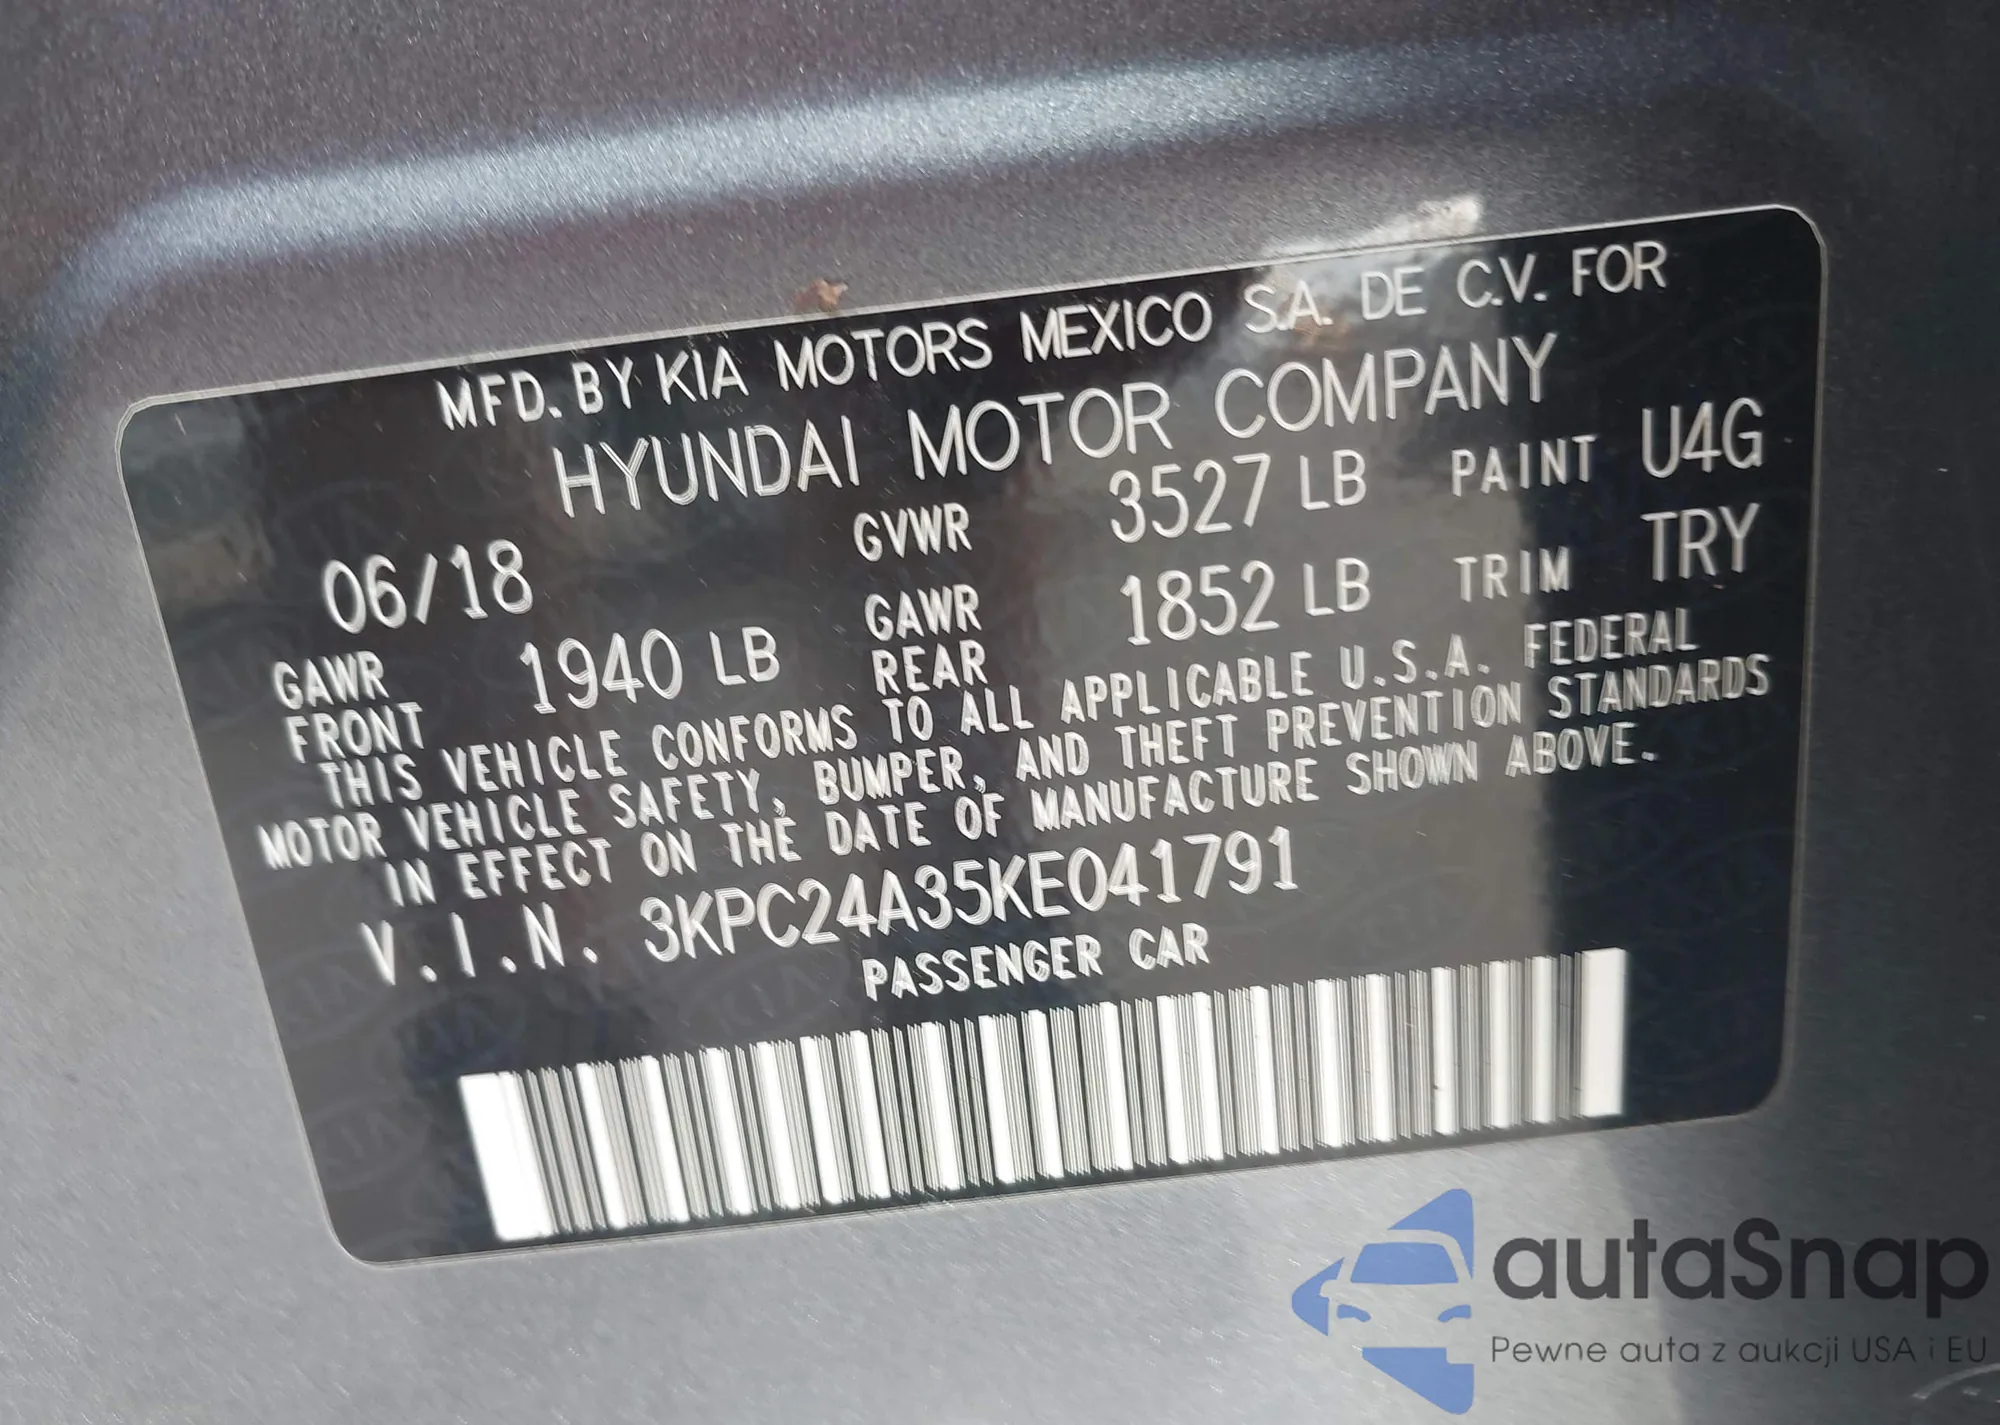 MFD. BY KIA MOTORS MEXICO S.A. DE C.V. FOR
HYUNDAI MOTOR COMPANY
06/18 GVWR 3527 LB PAINT U4G
GAWR FRONT 1940 LB GAWR REAR 1852 LB TRIM TRY
THIS VEHICLE CONFORMS TO ALL APPLICABLE U.S.A. FEDERAL
MOTOR VEHICLE SAFETY, BUMPER, AND THEFT PREVENTION STANDARDS
IN EFFECT ON THE DATE OF MANUFACTURE SHOWN ABOVE.
V.I.N. 3KPC24A35KE041791
PASSENGER CAR
autaSnap
Pewne auta z aukcji USA i EU